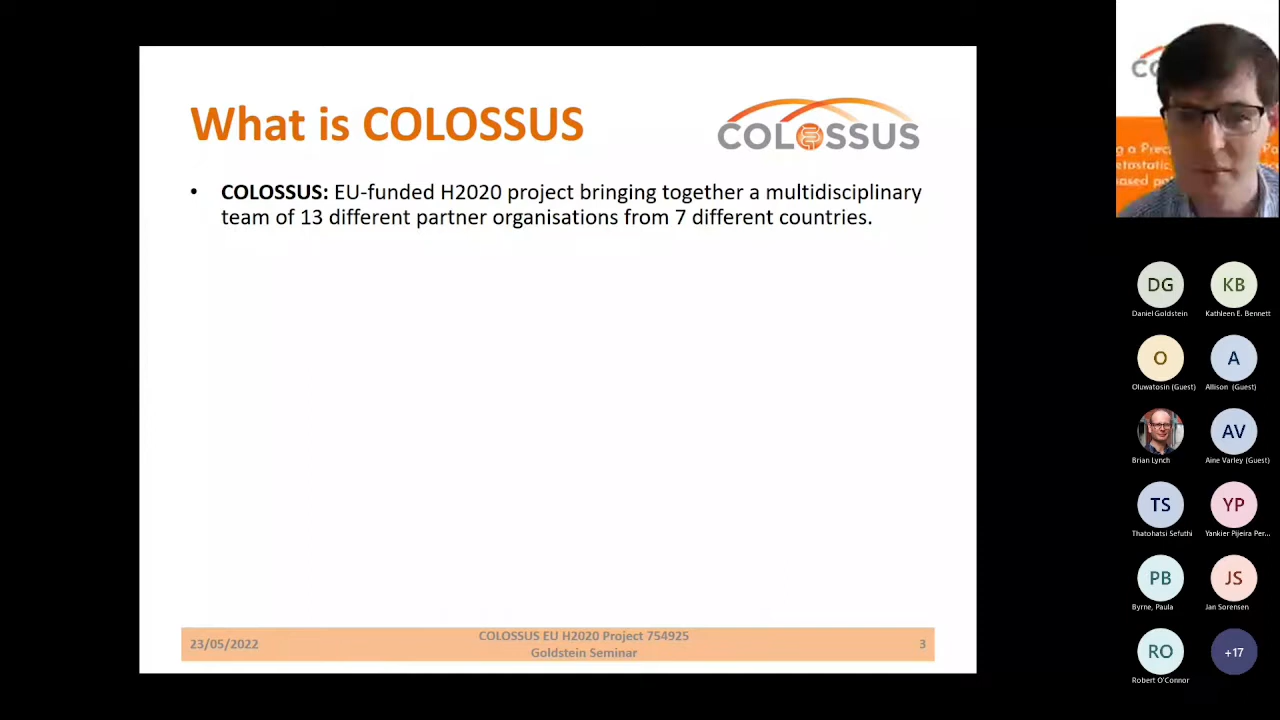 What is COLOSSUS
COLOSSUS
• COLOSSUS: EU-funded H2020 project bringing together a multidisciplinary
team of 13 different partner organisations from 7 different countries.
23/05/2022
COLOSSUS EU H2020 Project 754925
Goldstein Seminar
3
DG
KB
Daniel Goldstein
Kathleen E. Bennett
O
A
Oluwatosin (Guest)
Allison (Guest)
AV
Brian Lynch
Aine Varley (Guest)
TS
YP
Thatohatsi Sefuthi
Yankier Pijeira Per...
PB
JS
Byrne, Paula
Jan Sorensen
RO
+17
Robert O'Connor